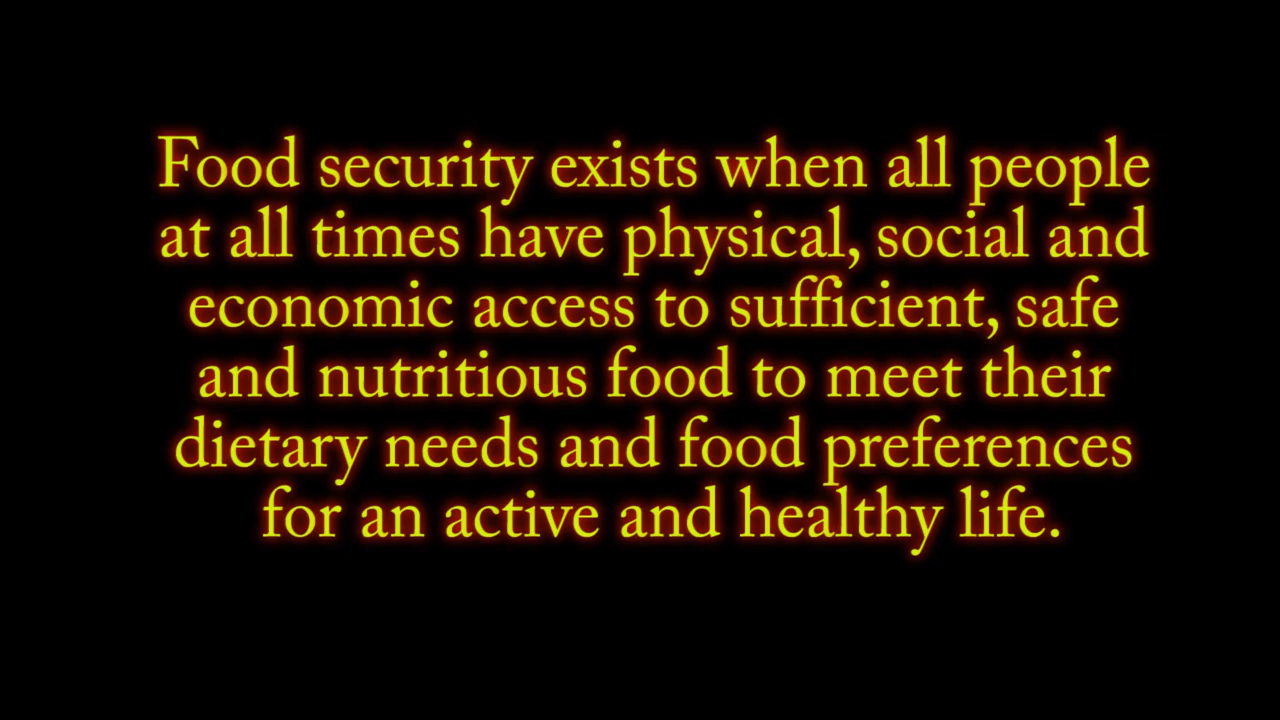 Food security exists when all people
at all times have physical, social and
economic access to sufficient, safe
and nutritious food to meet their
dietary needs and food preferences
for an active and healthy life.